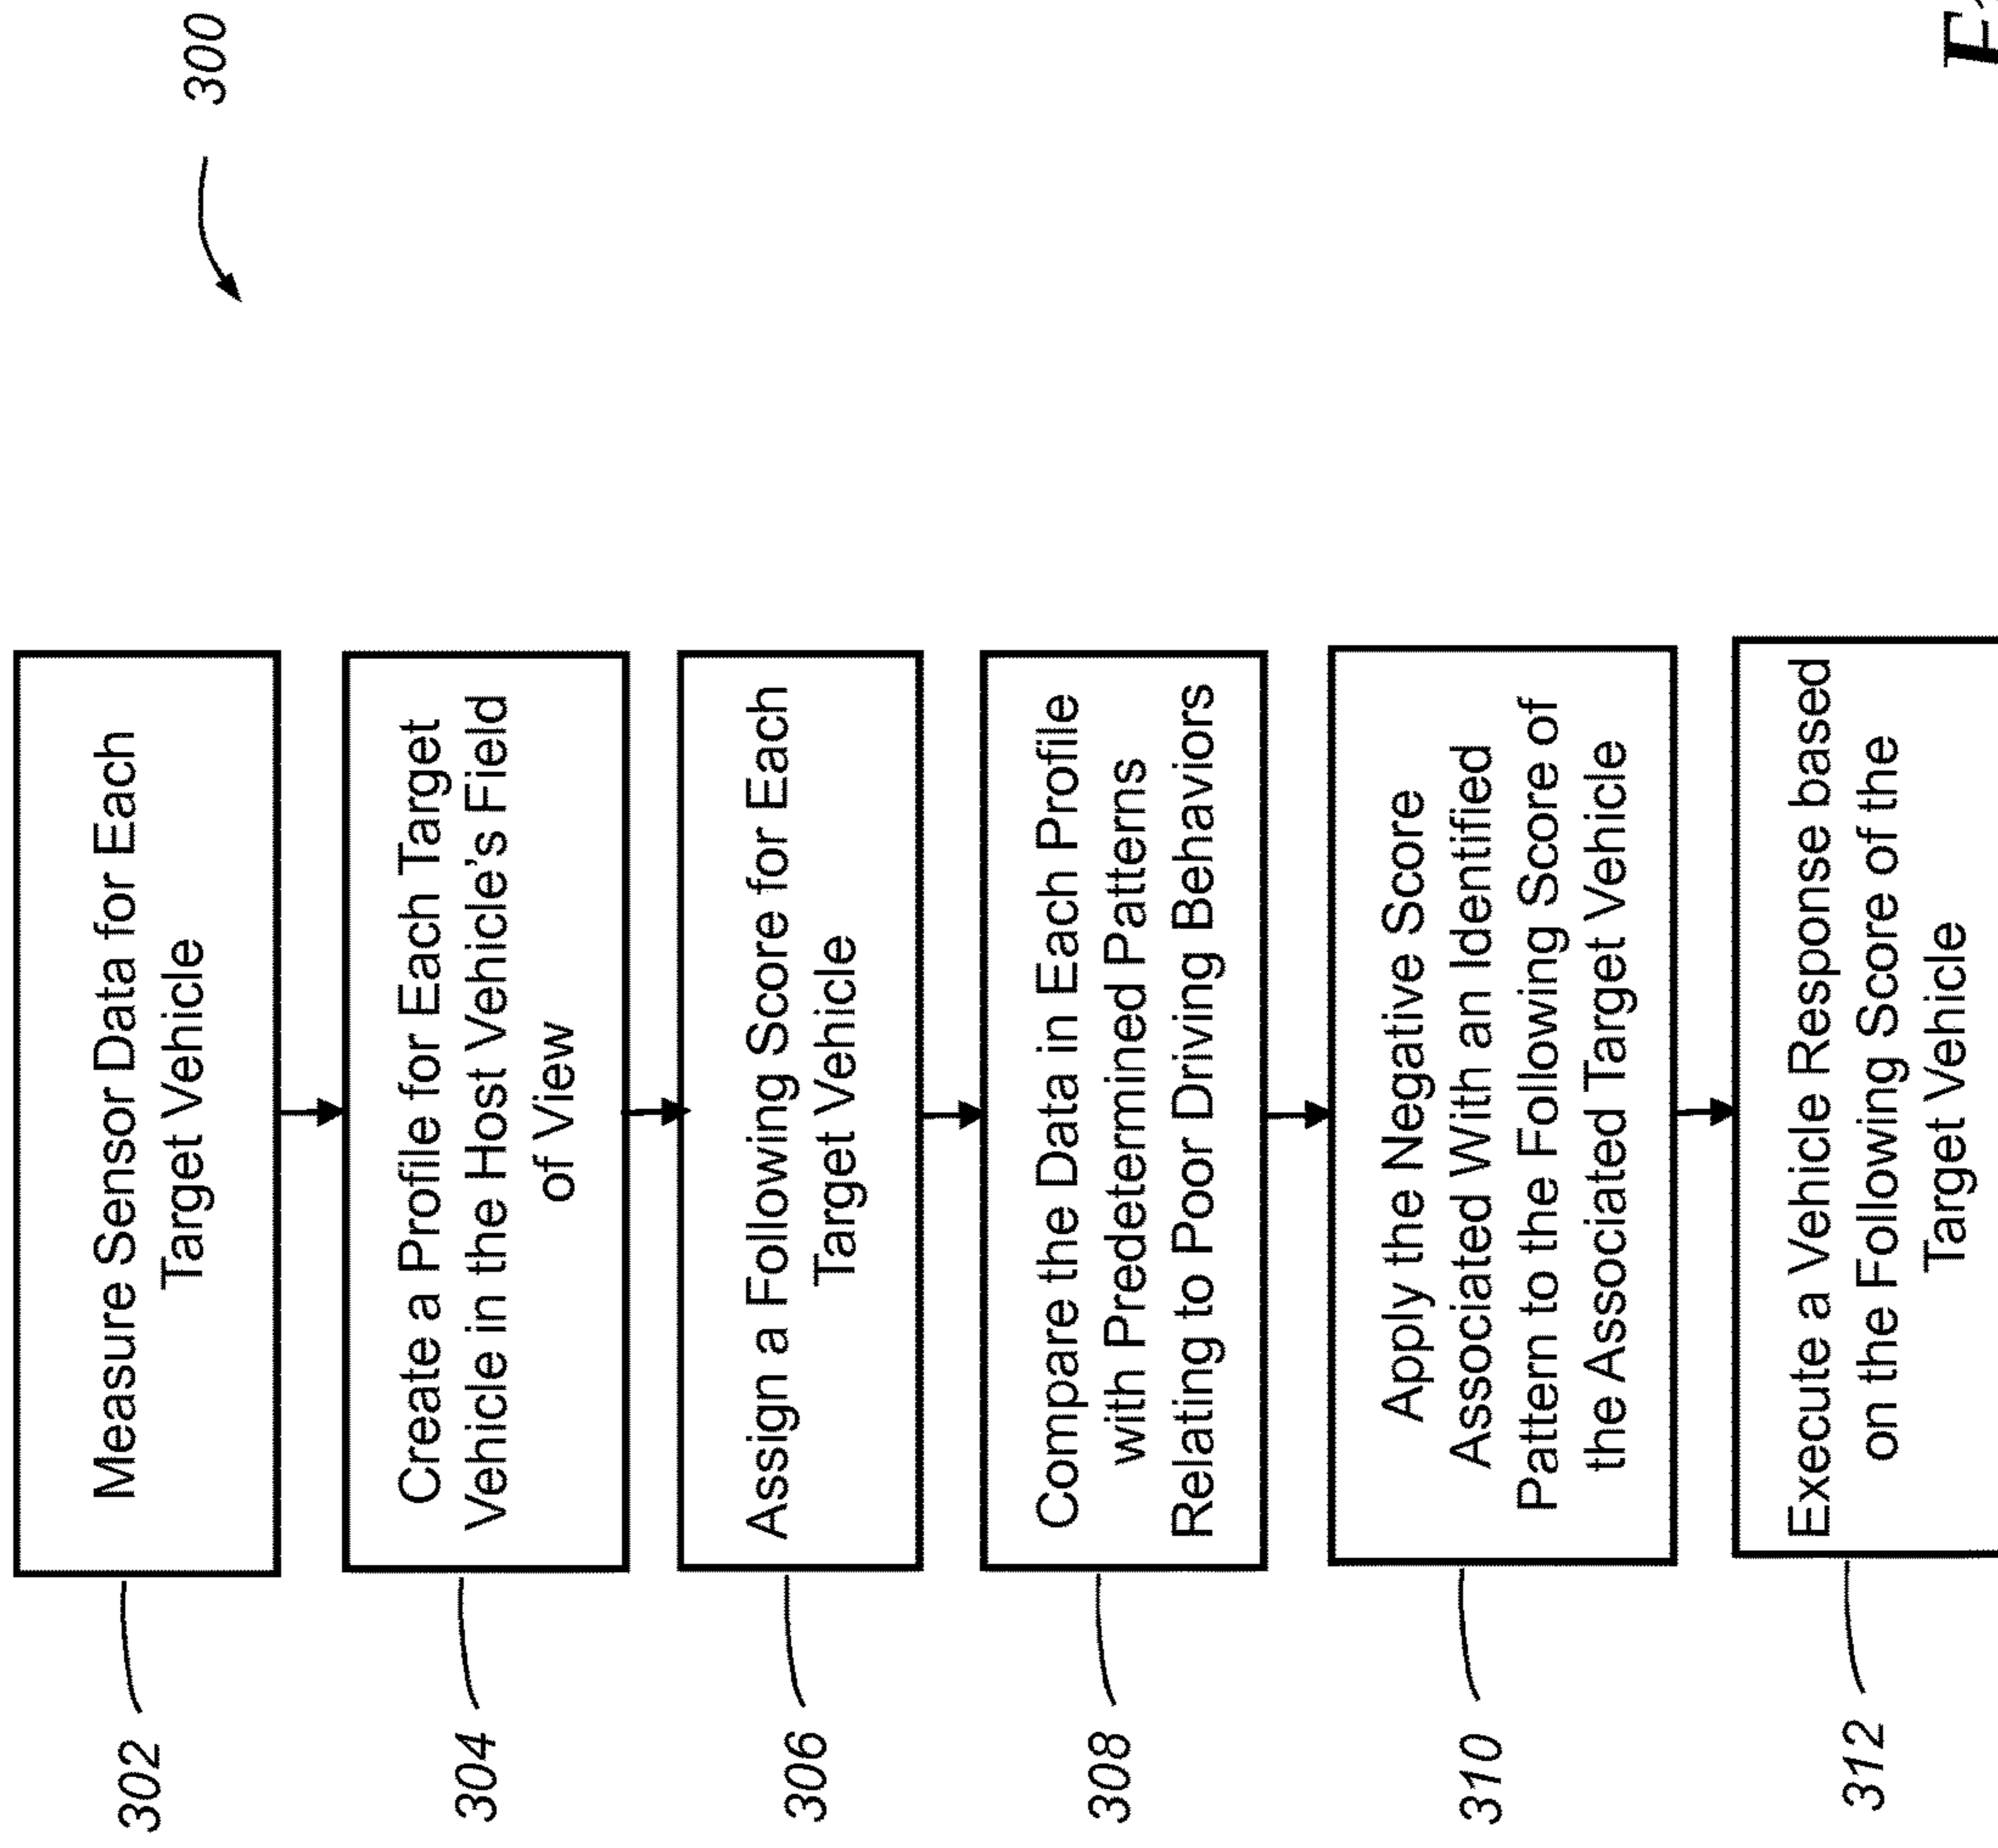 300
302
Measure Sensor Data for Each
Target Vehicle
304
Create a Profile for Each Target
Vehicle in the Host Vehicle's Field
of View
306
Assign a Following Score for Each
Target Vehicle
308
Compare the Data in Each Profile
with Predetermined Patterns
Relating to Poor Driving Behaviors
310
Apply the Negative Score
Associated With an Identified
Pattern to the Following Score of
the Associated Target Vehicle
312
Execute a Vehicle Response based
on the Following Score of the
Target Vehicle